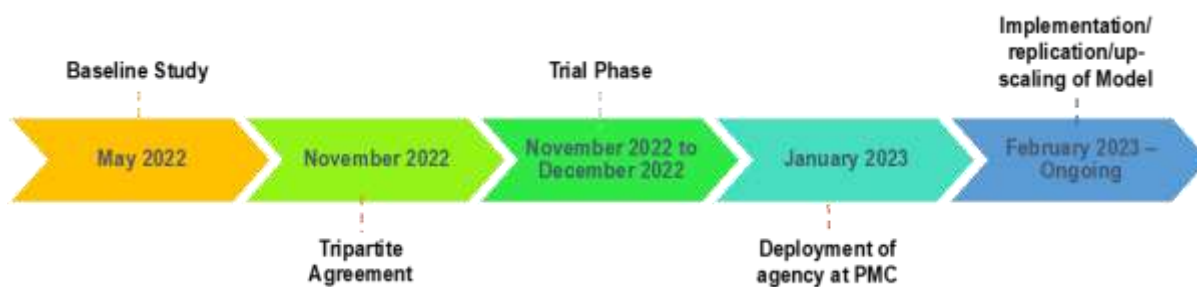 Baseline Study
May 2022
November 2022
Tripartite
Agreement
Trial Phase
November 2022 to
December 2022
January 2023
Deployment of
agency at PMC
Implementation/
replication/up-
scaling of Model
February 2023 –
Ongoing